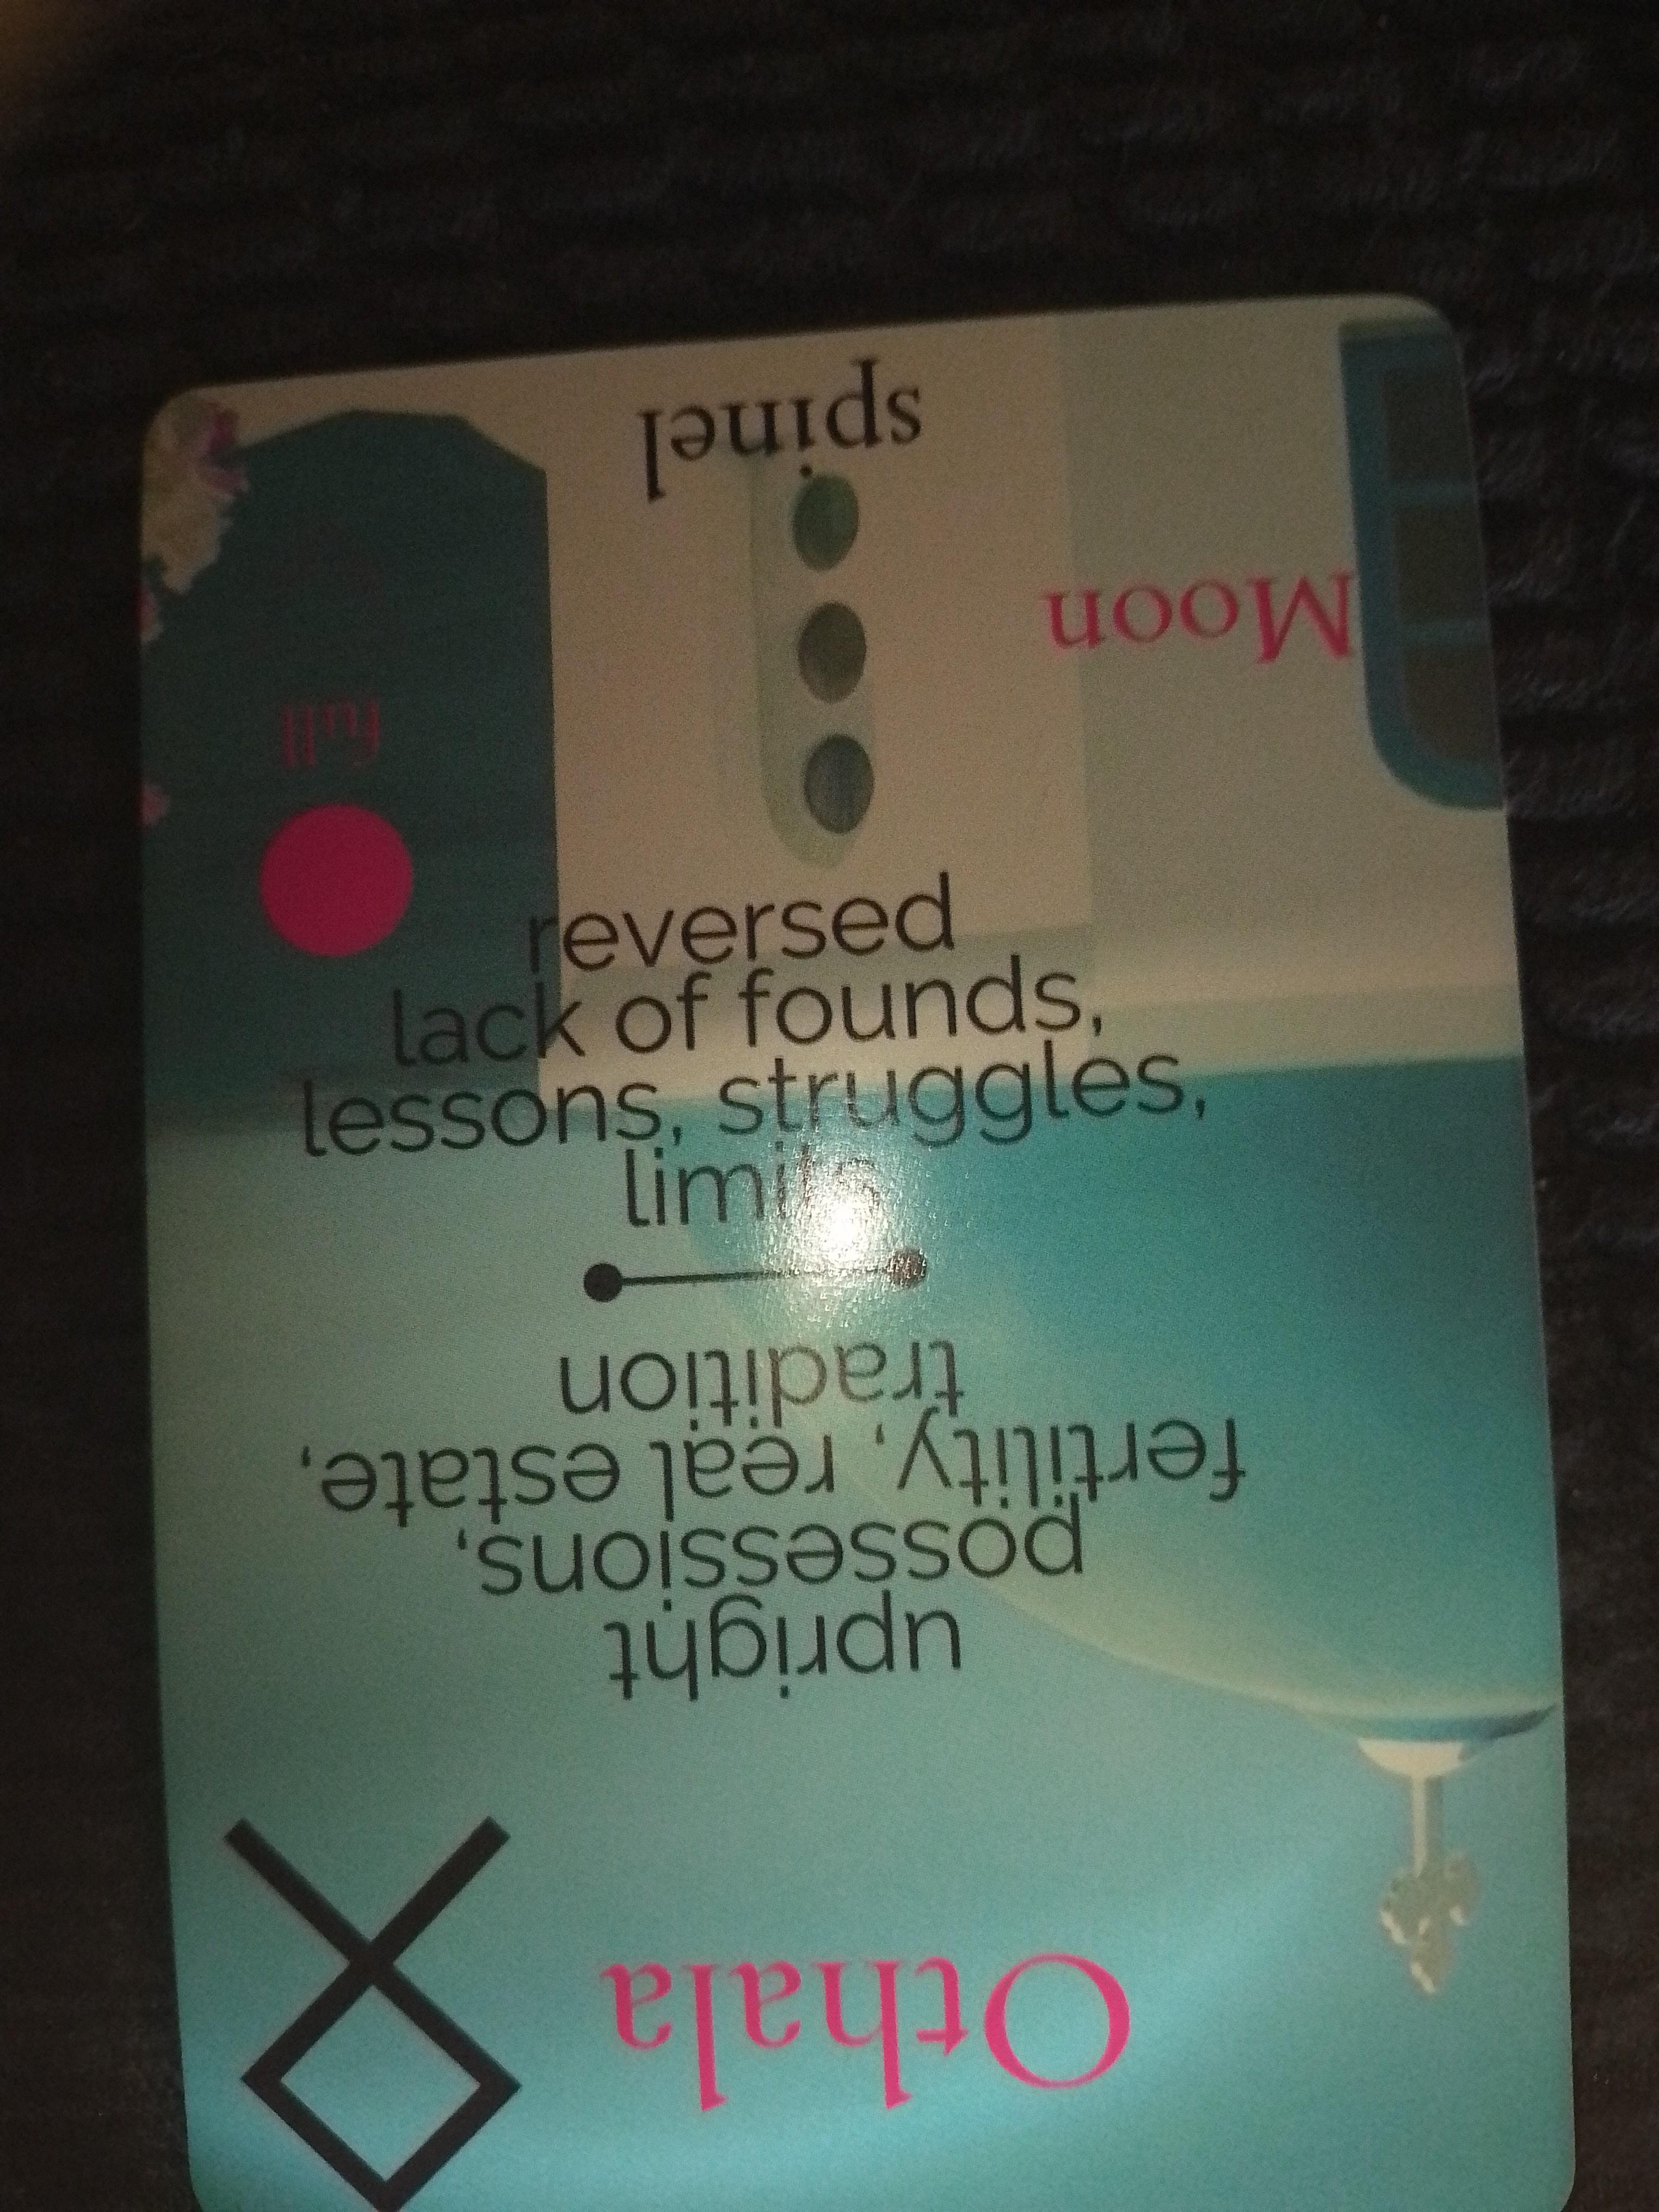 spinel
Moon
full
reversed
lack of founds,
lessons, struggles,
limits
Othala
upright
possessions,
fertility, real estate,
tradition